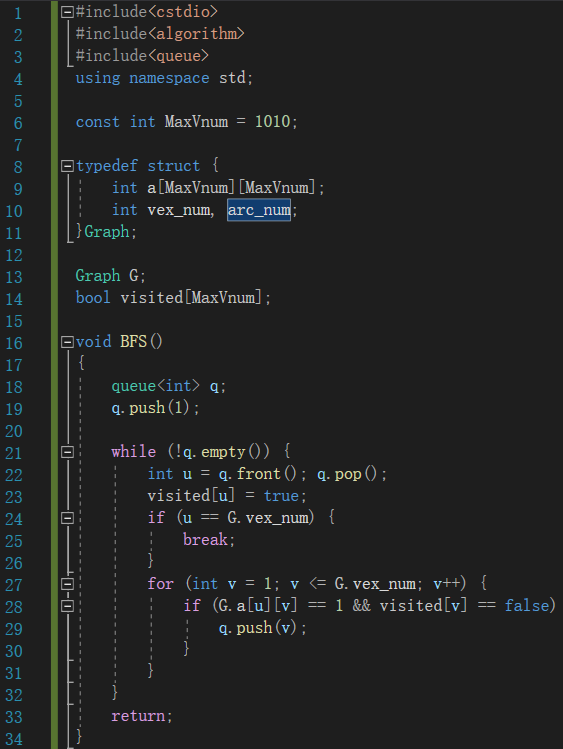 1 #include<cstdio>
2 #include<algorithm>
3 #include<queue>
4 using namespace std;
5
6 const int MaxVnum = 1010;
7
8 typedef struct {
9     int a[MaxVnum][MaxVnum];
10     int vex_num, arc_num;
11 }Graph;
12
13 Graph G;
14 bool visited[MaxVnum];
15
16 void BFS()
17 {
18     queue<int> q;
19     q.push(1);
20
21     while (!q.empty()) {
22         int u = q.front(); q.pop();
23         visited[u] = true;
24         if (u == G.vex_num) {
25             break;
26         }
27         for (int v = 1; v <= G.vex_num; v++) {
28             if (G.a[u][v] == 1 && visited[v] == false)
29                 q.push(v);
30             }
31         }
32     }
33     return;
34 }